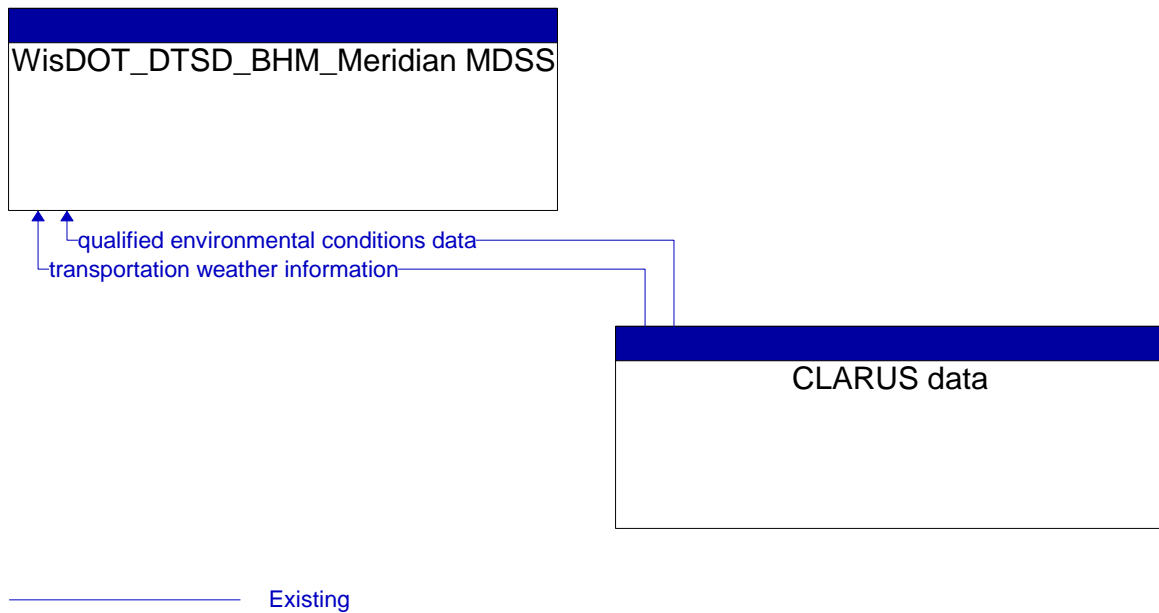 WisDOT_DTSD_BHM_Meridian MDSS
qualified environmental conditions data
transportation weather information
CLARUS data
Existing